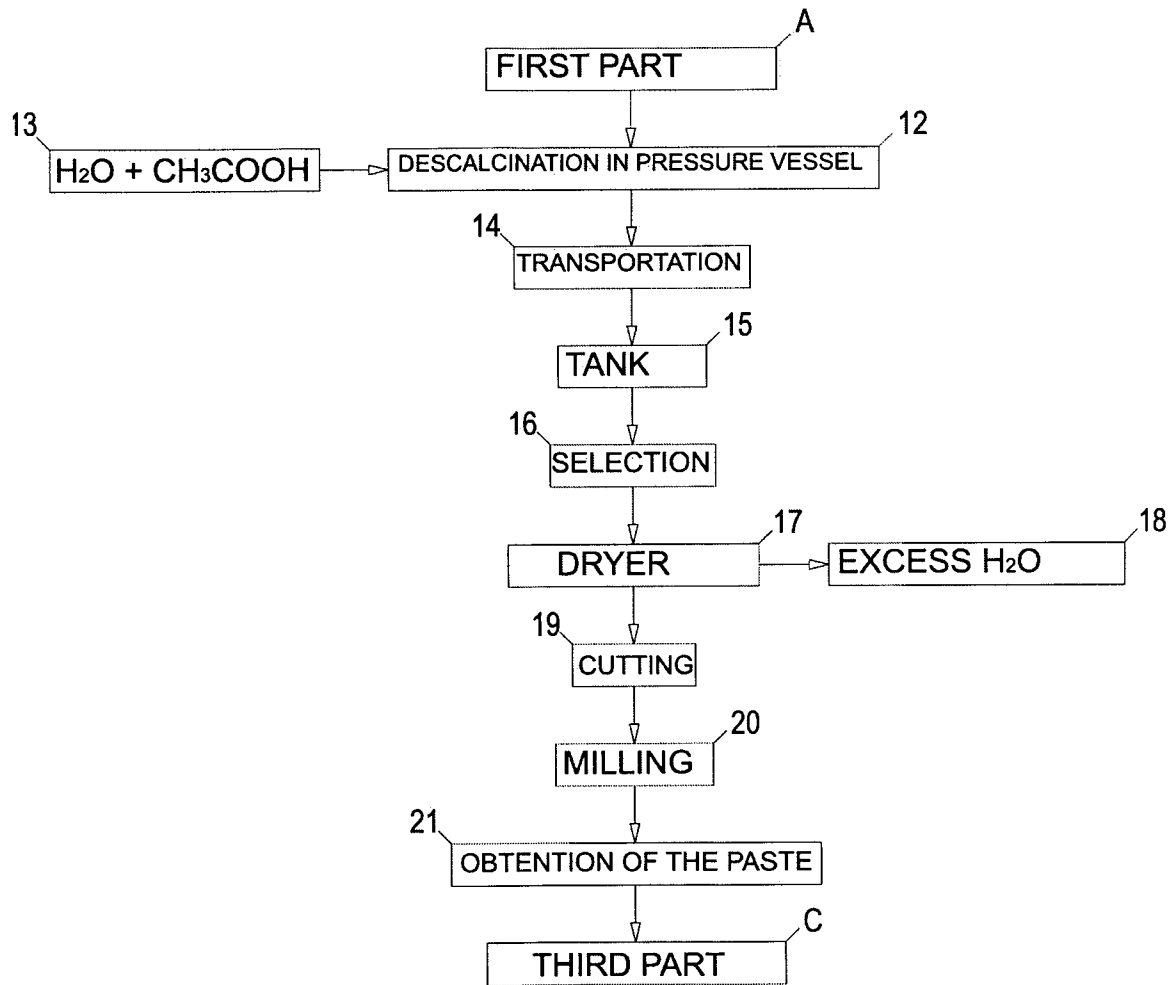 A
FIRST PART
13
H₂O + CH₃COOH
12
DESCALCINATION IN PRESSURE VESSEL
14
TRANSPORTATION
15
TANK
16
SELECTION
17
DRYER
18
EXCESS H₂O
19
CUTTING
20
MILLING
21
OBTENTION OF THE PASTE
C
THIRD PART